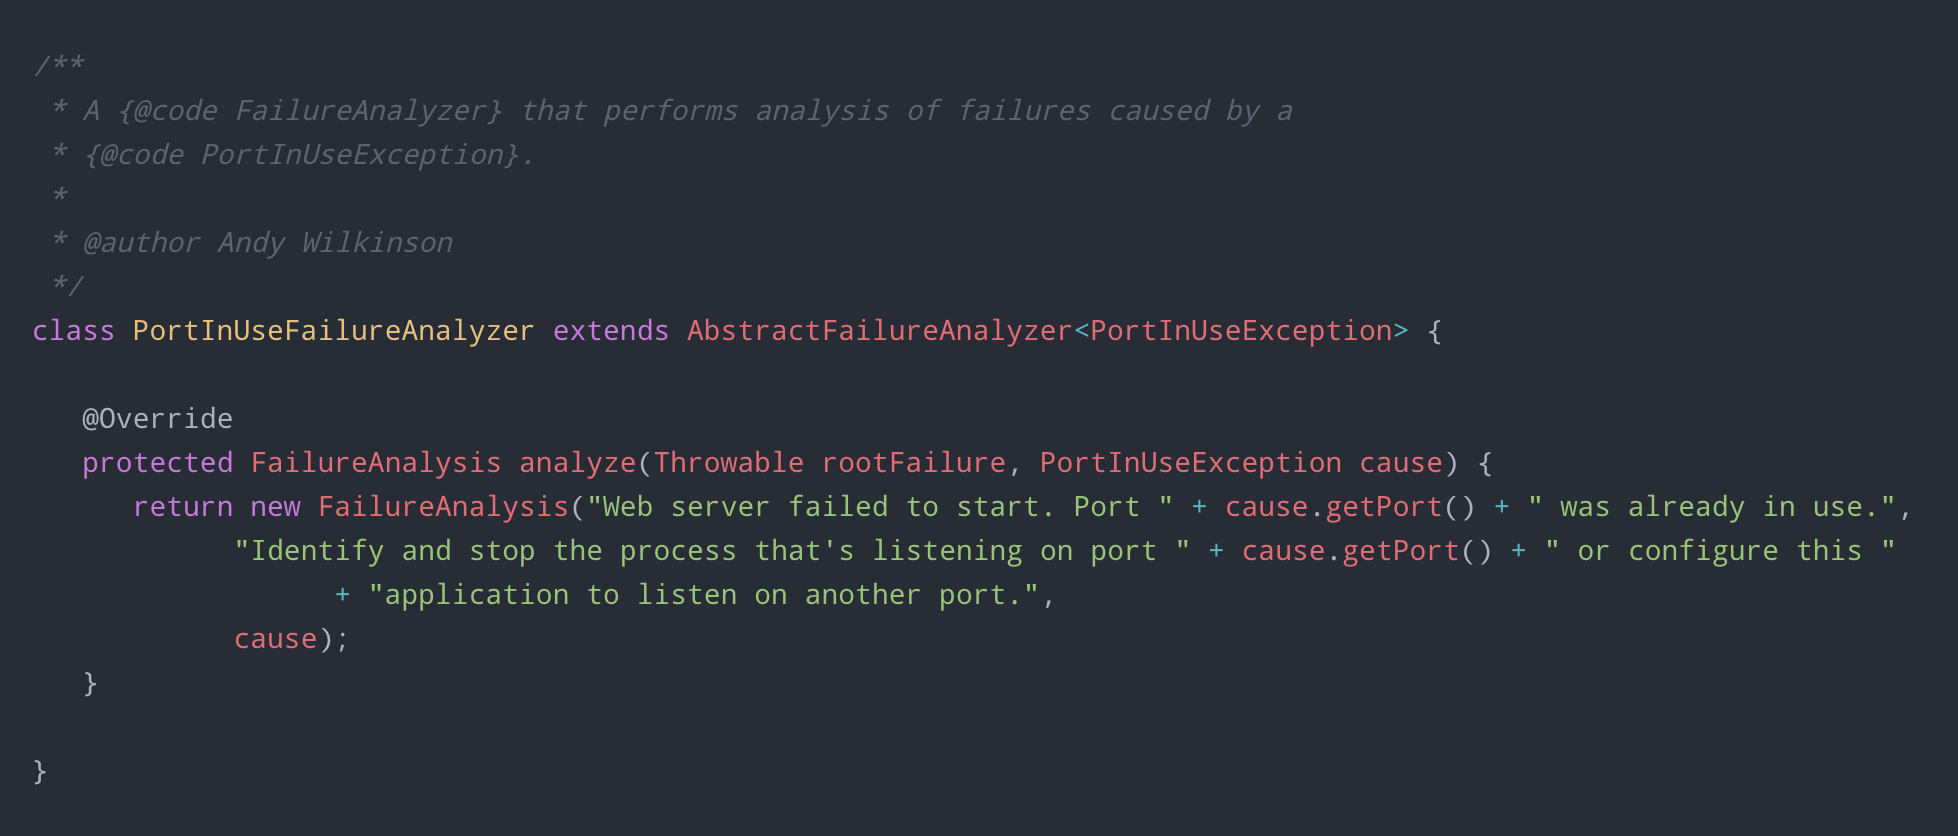 /**
 * A {@code FailureAnalyzer} that performs analysis of failures caused by a
 * {@code PortInUseException}.
 *
 * @author Andy Wilkinson
 */
class PortInUseFailureAnalyzer extends AbstractFailureAnalyzer<PortInUseException> {
   @Override
   protected FailureAnalysis analyze(Throwable rootFailure, PortInUseException cause) {
      return new FailureAnalysis("Web server failed to start. Port " + cause.getPort() + " was already in use.",
            "Identify and stop the process that's listening on port " + cause.getPort() + " or configure this "
                  + "application to listen on another port.",
            cause);
   }
}